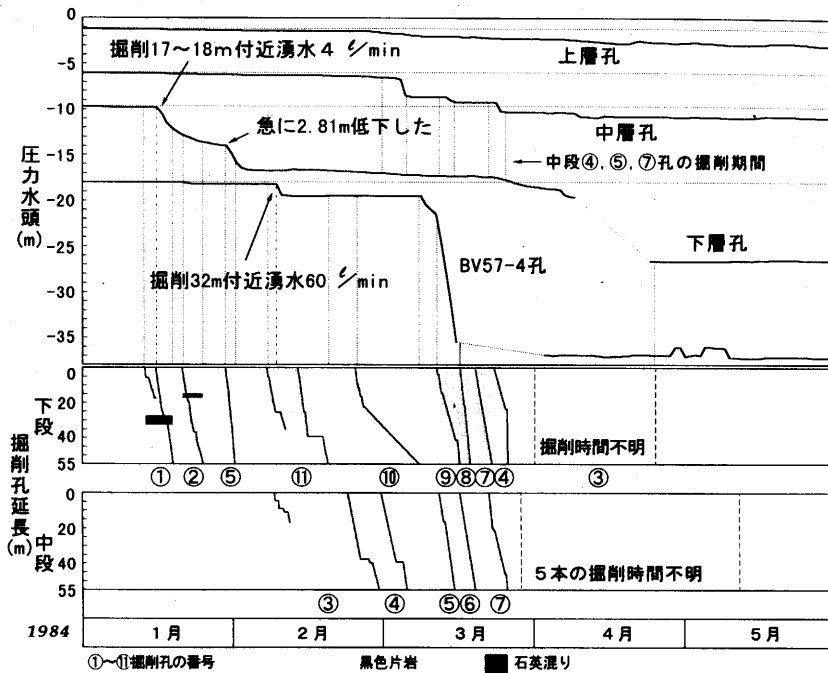 0
-5
-10
-15
-20
-25
-30
-35
圧力水頭
(m)
掘削17～18m付近湧水4 ℓ/min
急に2.81m低下した
上層孔
中層孔
中段④,⑤,⑦孔の掘削期間
下層孔
掘削32m付近湧水60 ℓ/min
BV57-4孔
掘削孔延長
(m)
下段
0
20
40
55
掘削時間不明
① ② ⑤ ⑪ ⑩ ⑨ ⑧ ⑦ ④ ③
中段
0
20
40
55
5本の掘削時間不明
③ ④ ⑤ ⑥ ⑦
1984 1月 2月 3月 4月 5月
①～⑪掘削孔の番号 黒色片岩 石英混り